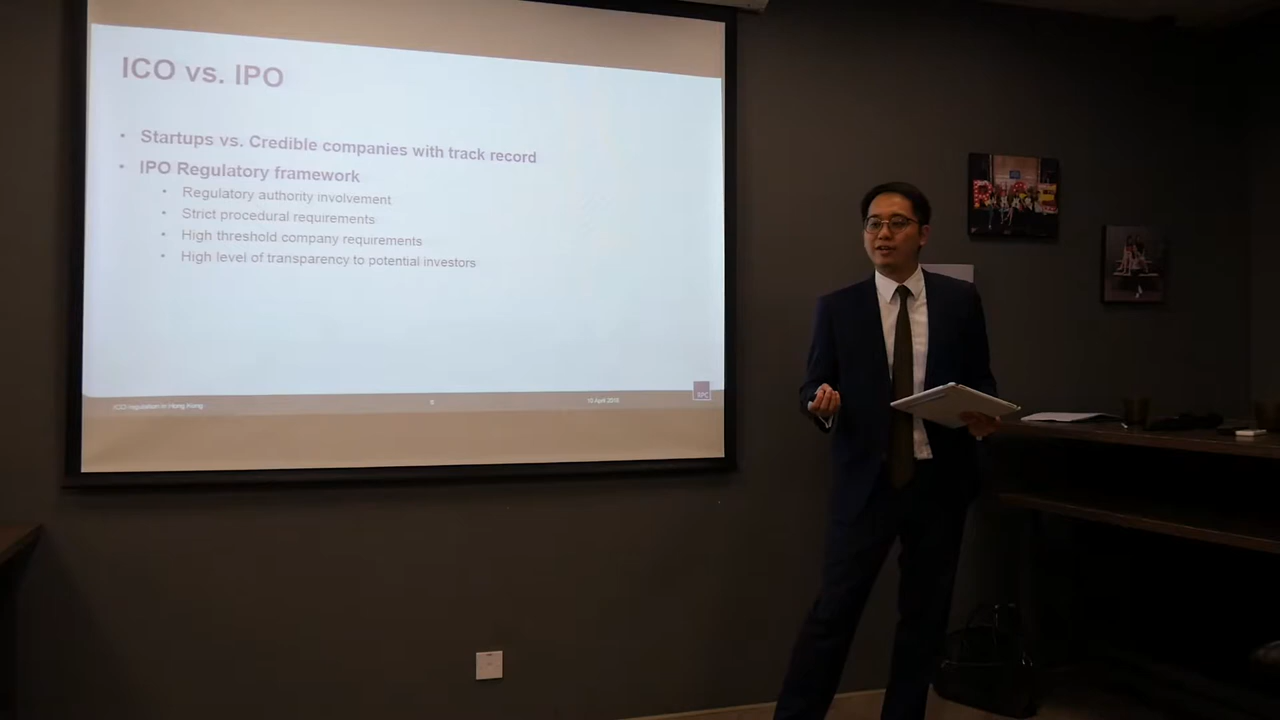 ICO vs. IPO
• Startups vs. Credible companies with track record
• IPO Regulatory framework
• Regulatory authority involvement
• Strict procedural requirements
• High threshold company requirements
• High level of transparency to potential investors
ICO regulation in Hong Kong
10 April 2018